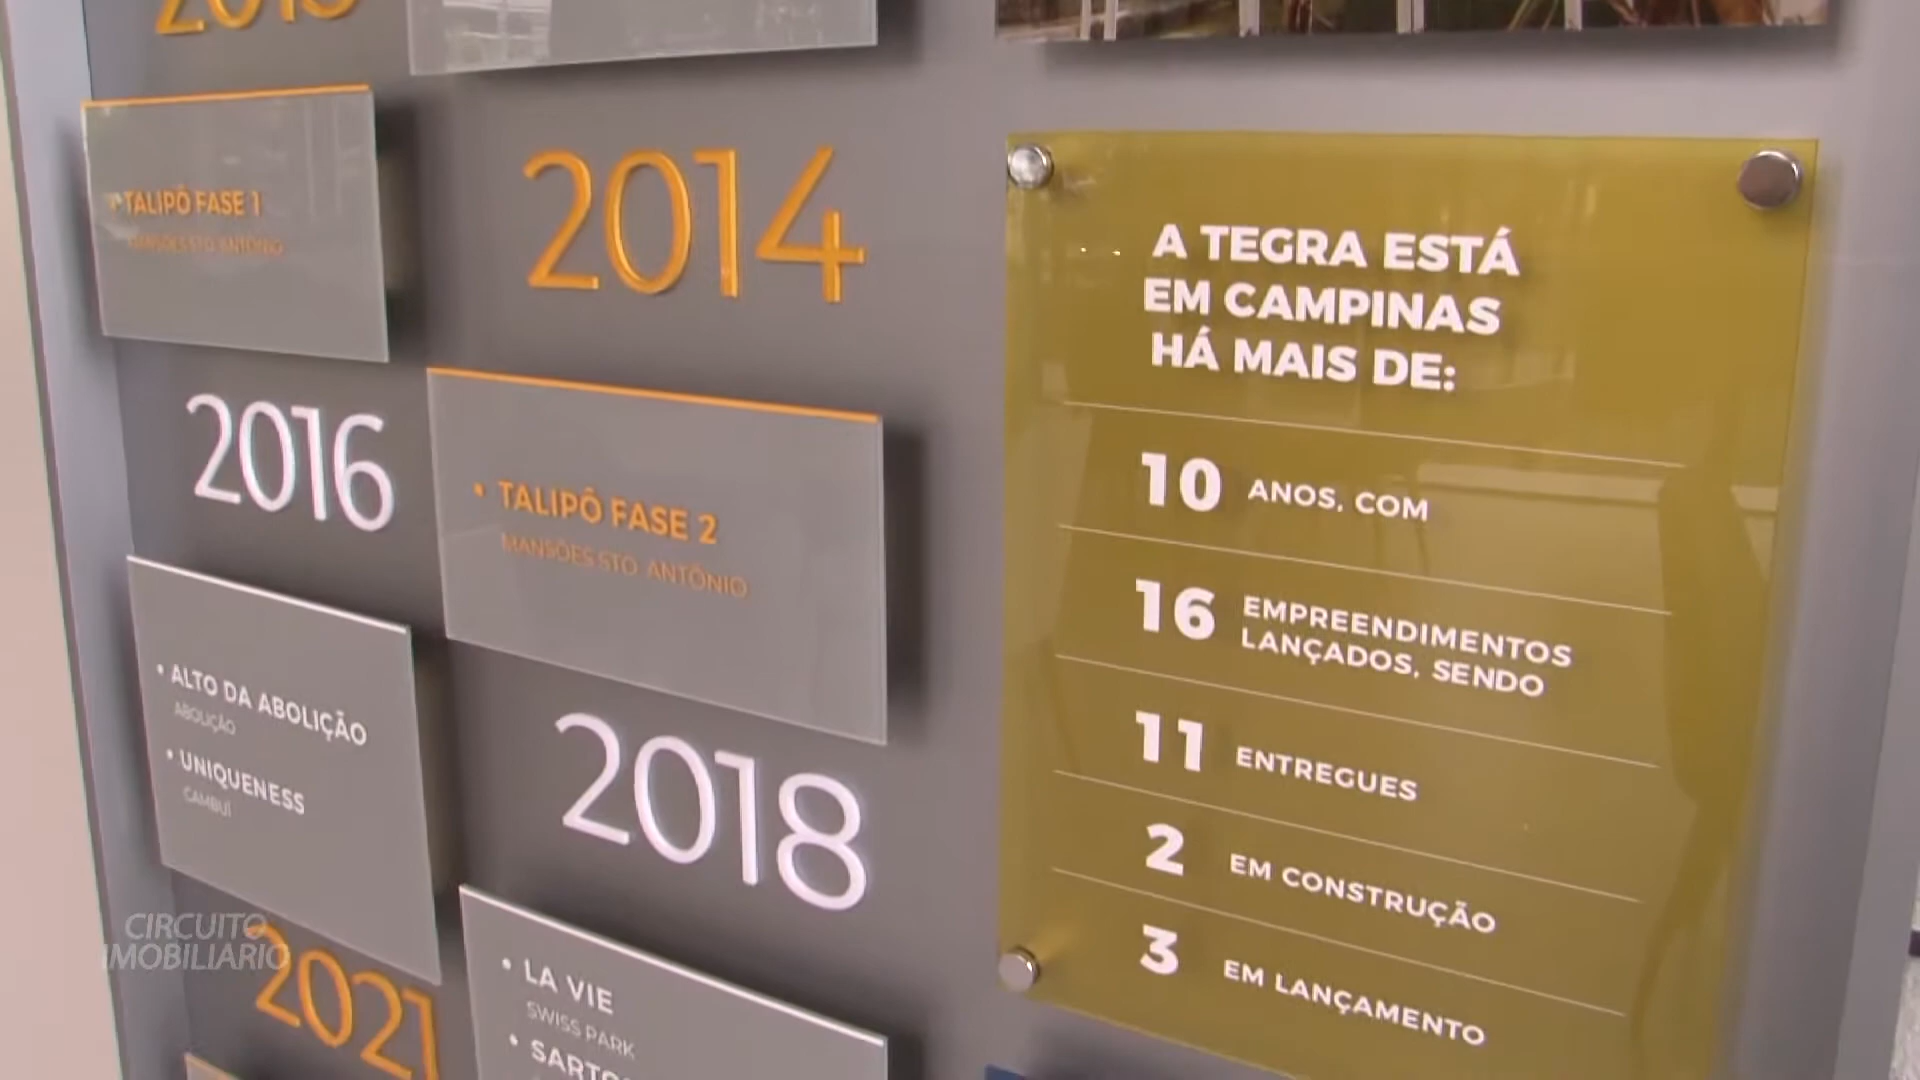 • TALIPÔ FASE 1
MANSÕES STO ANTÔNIO
2014
2016
• TALIPÔ FASE 2
MANSÕES STO ANTÔNIO
• ALTO DA ABOLIÇÃO
ABOLIÇÃO
• UNIQUENESS
CAMBUÍ
2018
2021
• LA VIE
SWISS PARK
A TEGRA ESTÁ
EM CAMPINAS
HÁ MAIS DE:
10 ANOS, COM
16 EMPREENDIMENTOS
LANÇADOS, SENDO
11 ENTREGUES
2 EM CONSTRUÇÃO
3 EM LANÇAMENTO
CIRCUITO
IMOBILIARIO